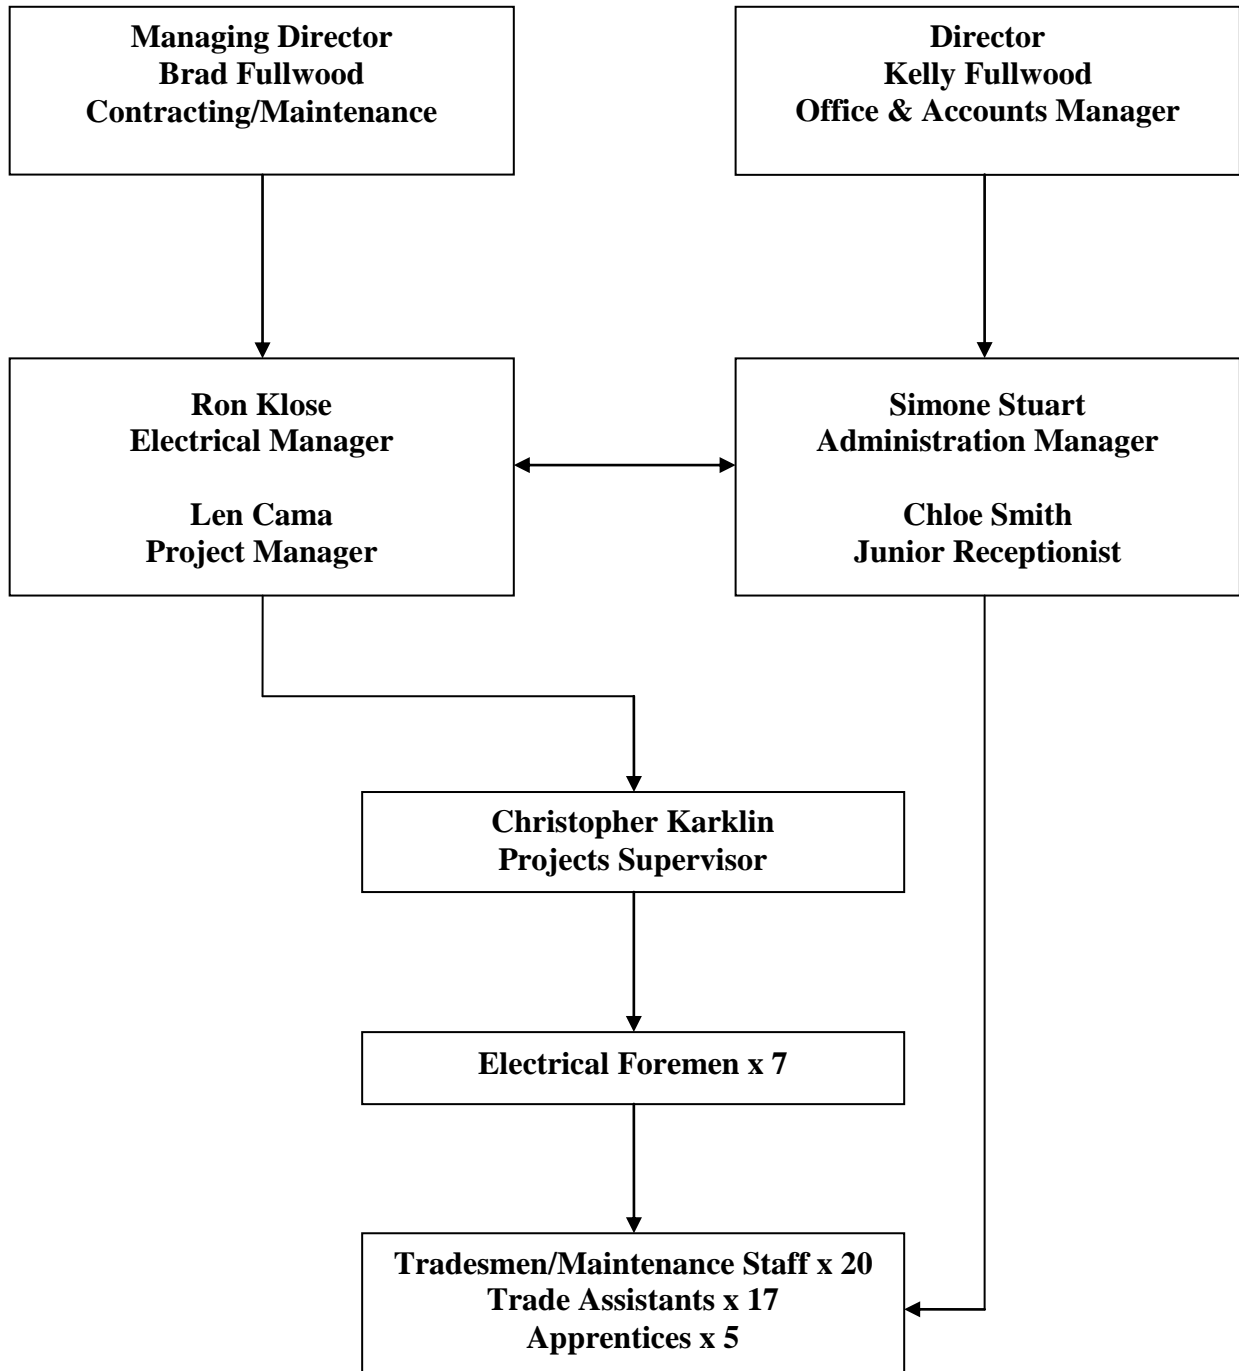 Managing Director
Brad Fullwood
Contracting/Maintenance
Director
Kelly Fullwood
Office & Accounts Manager
Ron Klose
Electrical Manager
Len Cama
Project Manager
Simone Stuart
Administration Manager
Chloe Smith
Junior Receptionist
Christopher Karklin
Projects Supervisor
Electrical Foremen x 7
Tradesmen/Maintenance Staff x 20
Trade Assistants x 17
Apprentices x 5